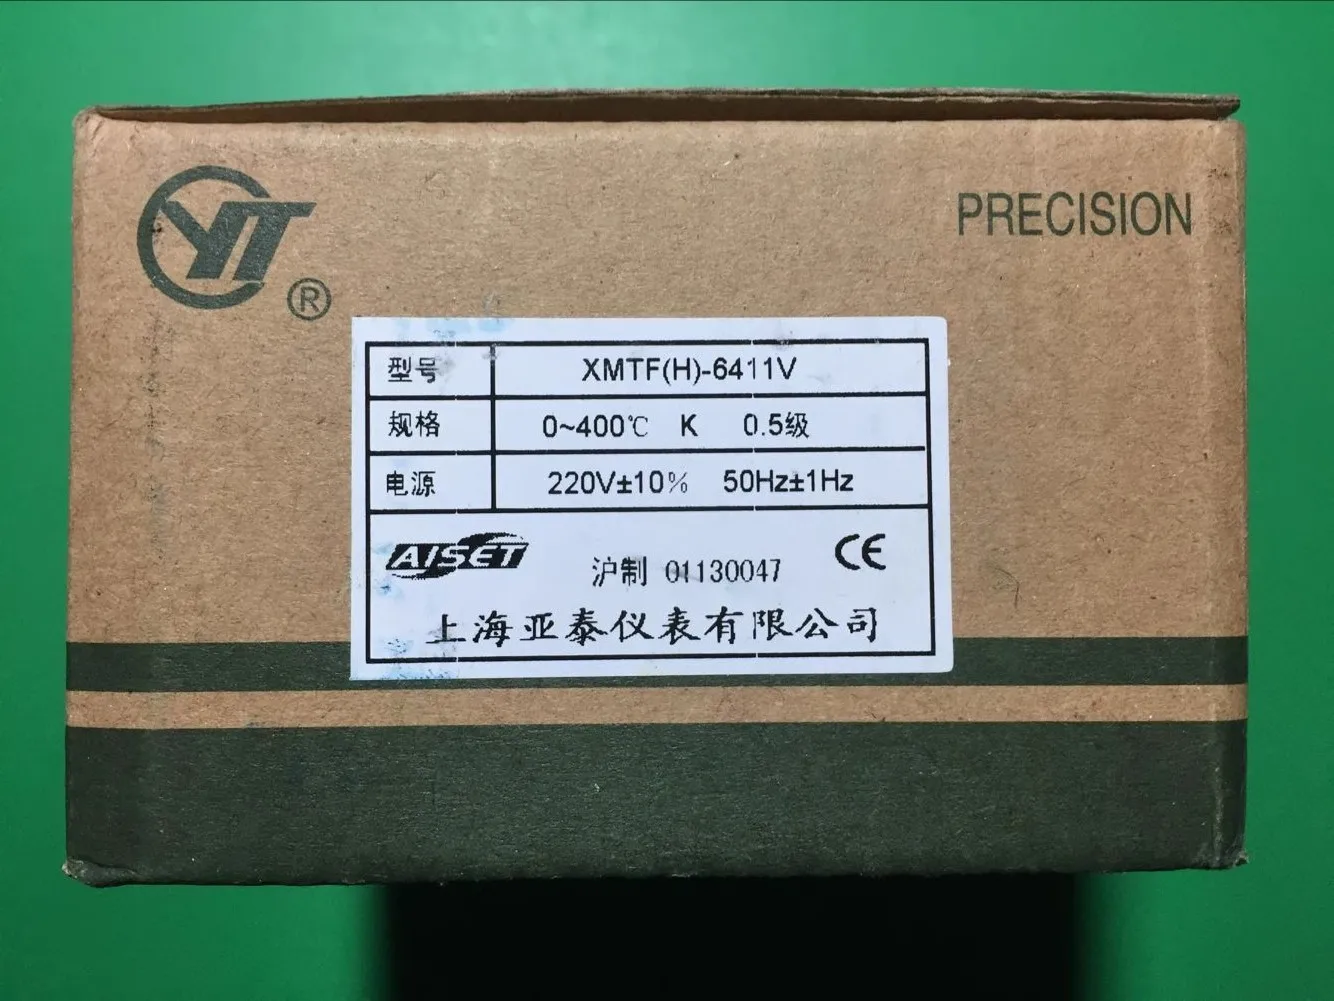 YT
®
PRECISION
型号 XMTF(H)-6411V
规格 0~400℃ K 0.5级
电源 220V±10% 50Hz±1Hz
AISET 沪制 01130047 CE
上海亚泰仪表有限公司